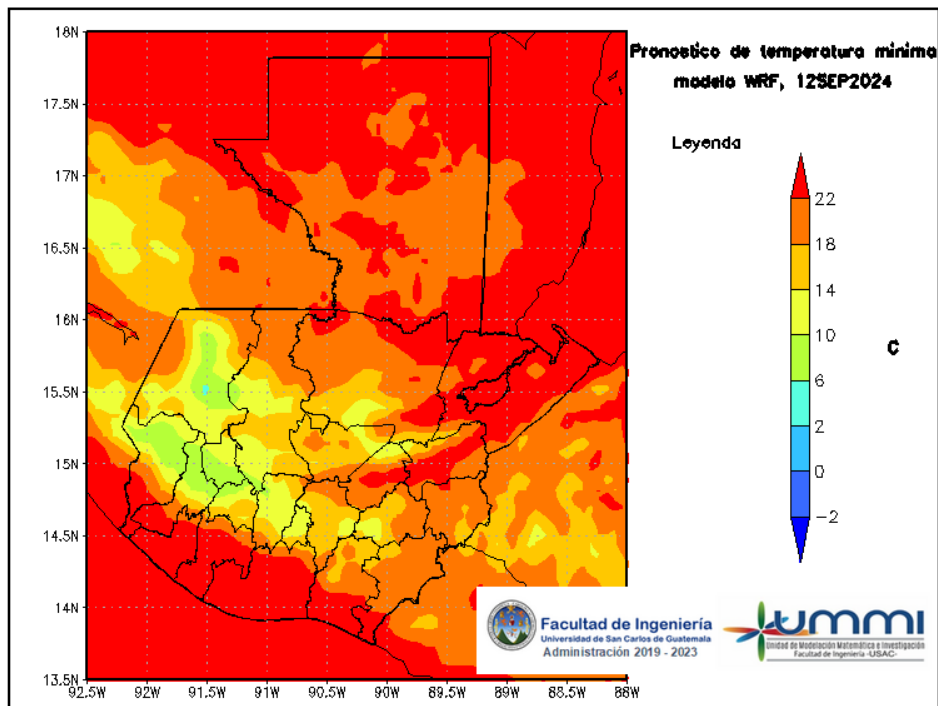 Pronostico de temperatura minima
modelo WRF, 12SEP2024
Leyenda
22
18
14
10
6
2
0
−2
C
18N
17.5N
17N
16.5N
16N
15.5N
15N
14.5N
14N
13.5N
92.5W 92W 91.5W 91W 90.5W 90W 89.5W 89W 88.5W 88W
Facultad de Ingeniería
Universidad de San Carlos de Guatemala
Administración 2019 - 2023
ummi
Unidad de Modelación Matemática e Investigación
Facultad de Ingeniería -USAC-